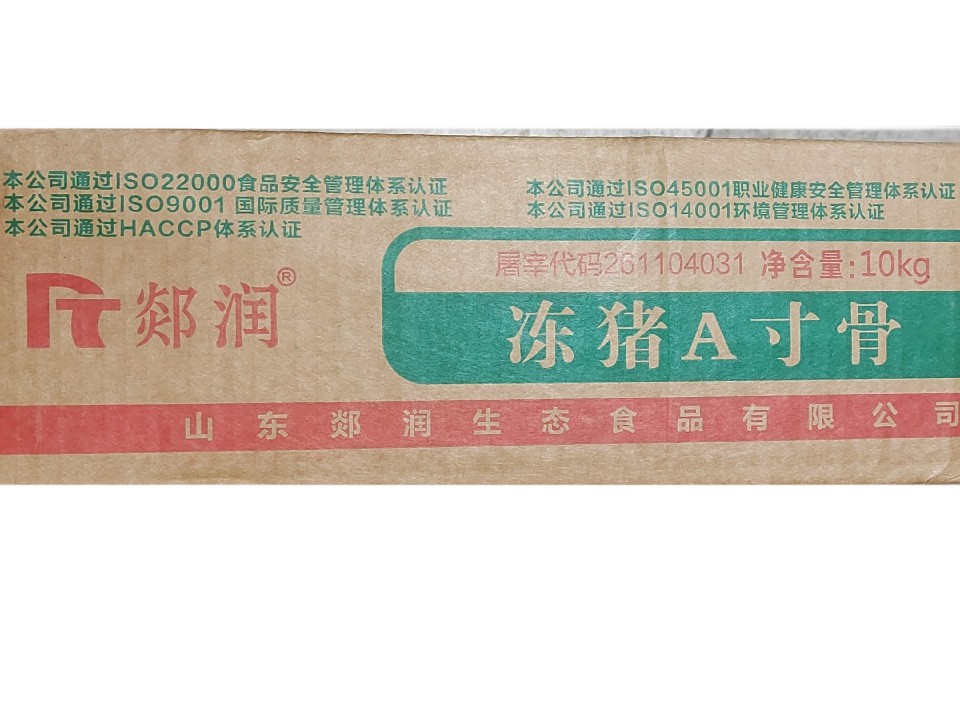 本公司通过ISO22000食品安全管理体系认证
本公司通过ISO9001 国际质量管理体系认证
本公司通过HACCP体系认证
本公司通过ISO45001职业健康安全管理体系认证
本公司通过ISO14001环境管理体系认证
郯润®
屠宰代码261104031 净含量:10kg
冻猪A寸骨
山东郯润生态食品有限公司